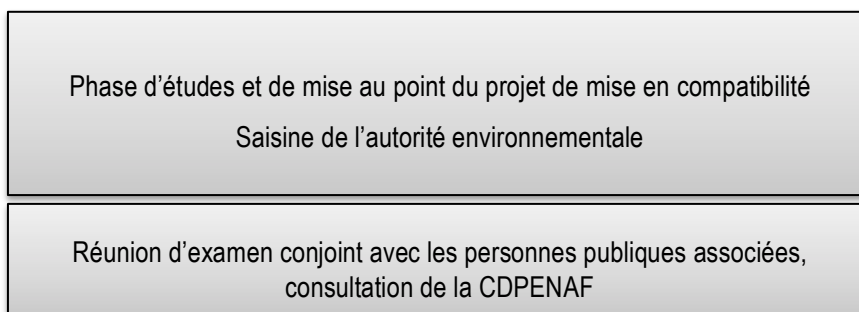 Phase d’études et de mise au point du projet de mise en compatibilité
Saisine de l’autorité environnementale
Réunion d’examen conjoint avec les personnes publiques associées,
consultation de la CDPENAF